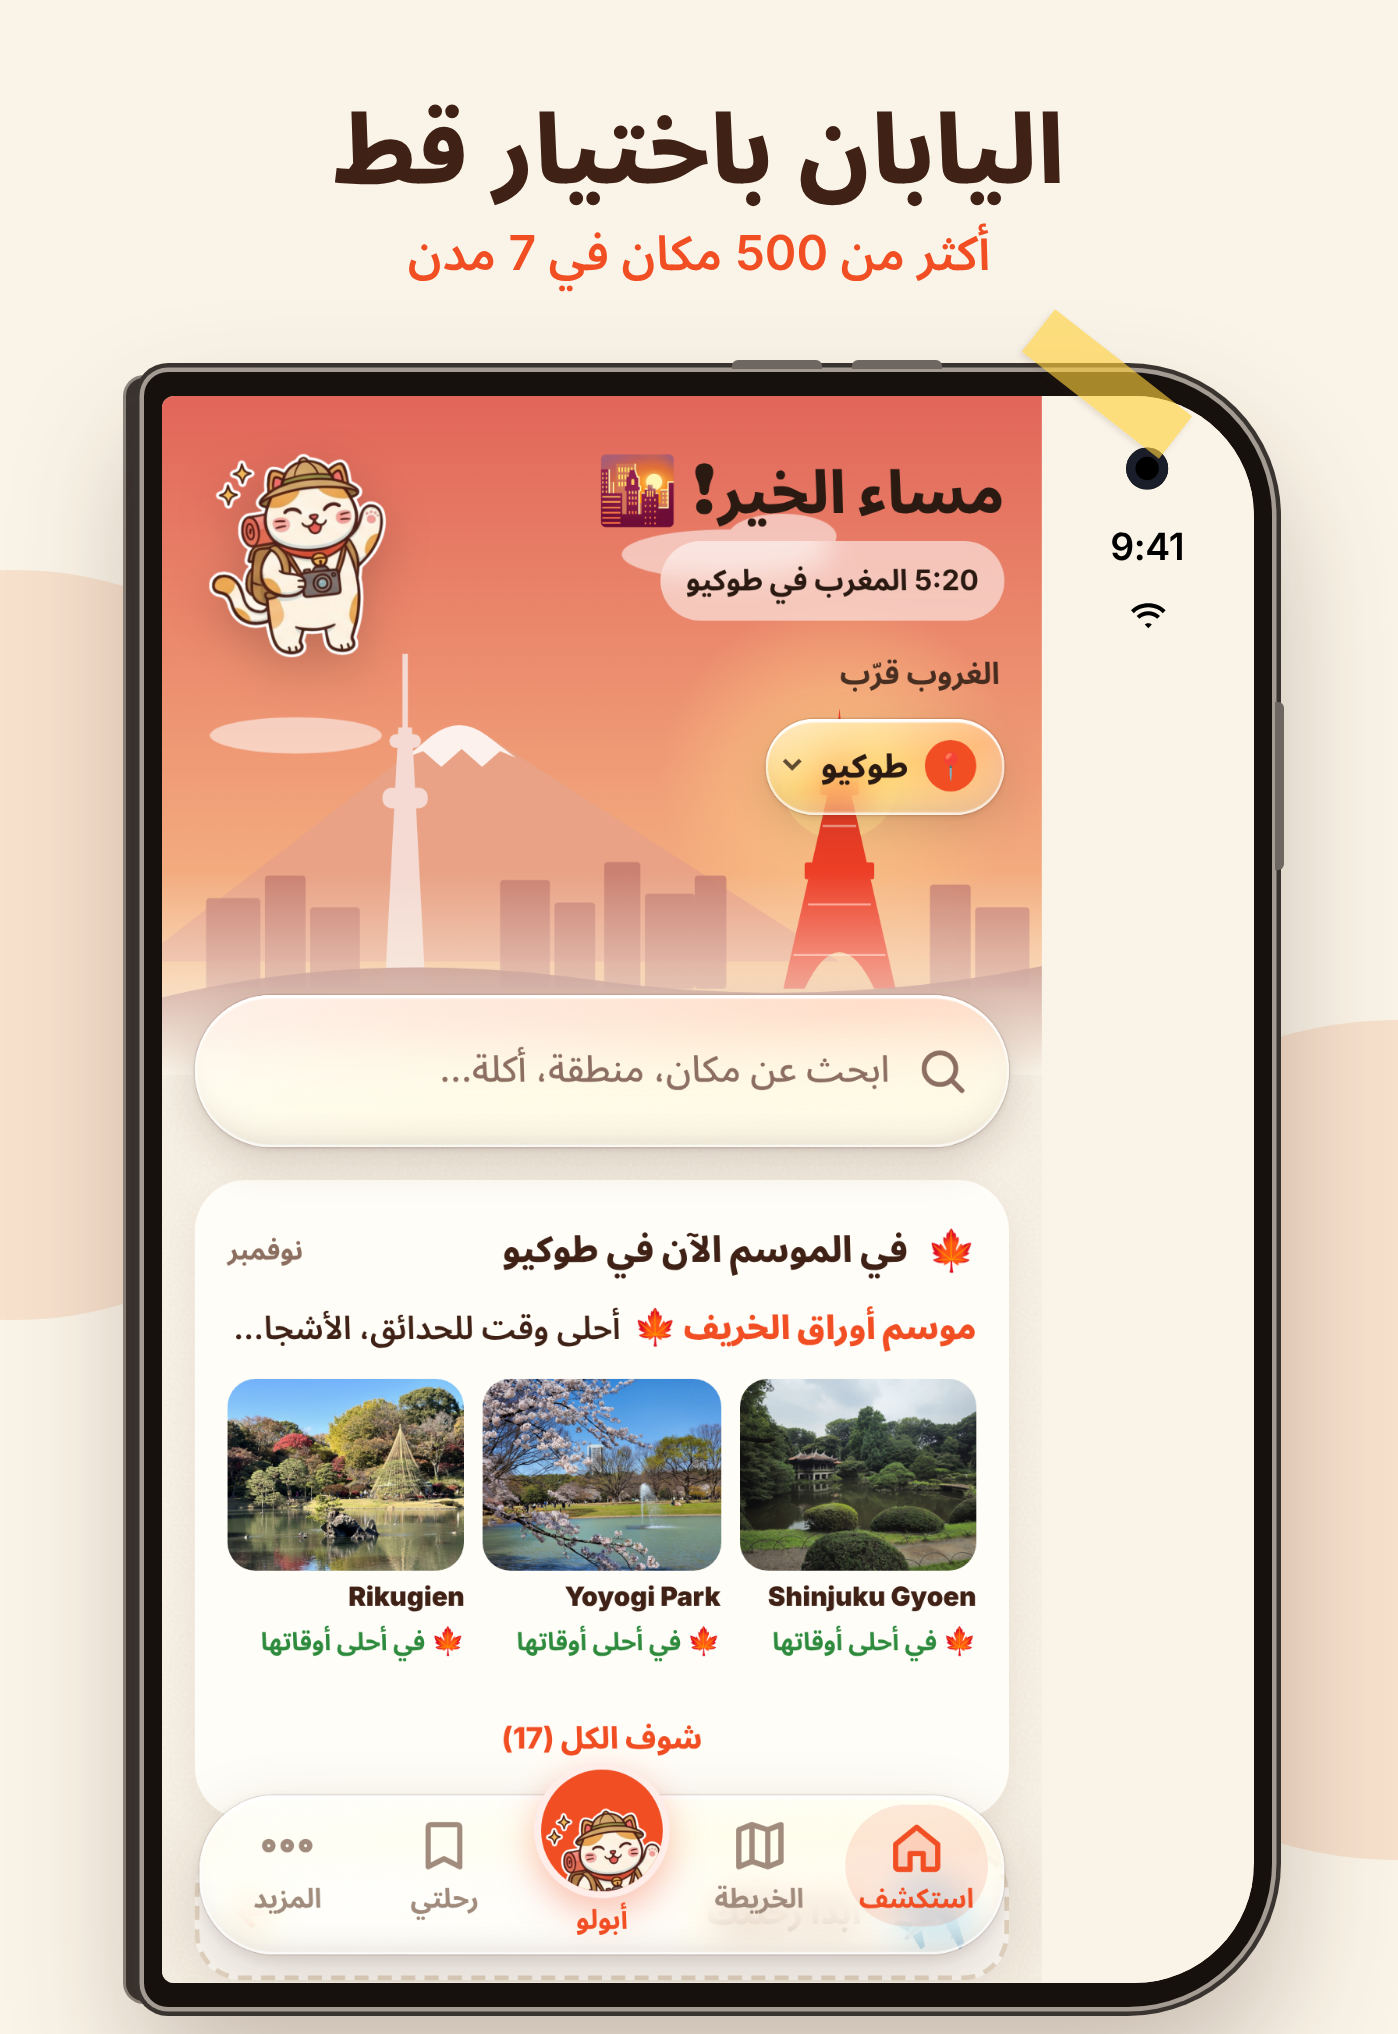 اليابان باختيار قط
أكثر من 500 مكان في 7 مدن
9:41
مساء الخير! 🌇
5:20 المغرب في طوكيو
الغروب قرّب
طوكيو
ابحث عن مكان، منطقة، أكلة...
🍁 في الموسم الآن في طوكيو
نوفمبر
موسم أوراق الخريف 🍁 أحلى وقت للحدائق، الأشجا...
Shinjuku Gyoen
🍁 في أحلى أوقاتها
Yoyogi Park
🍁 في أحلى أوقاتها
Rikugien
🍁 في أحلى أوقاتها
شوف الكل (17)
استكشف
الخريطة
أبولو
رحلتي
المزيد